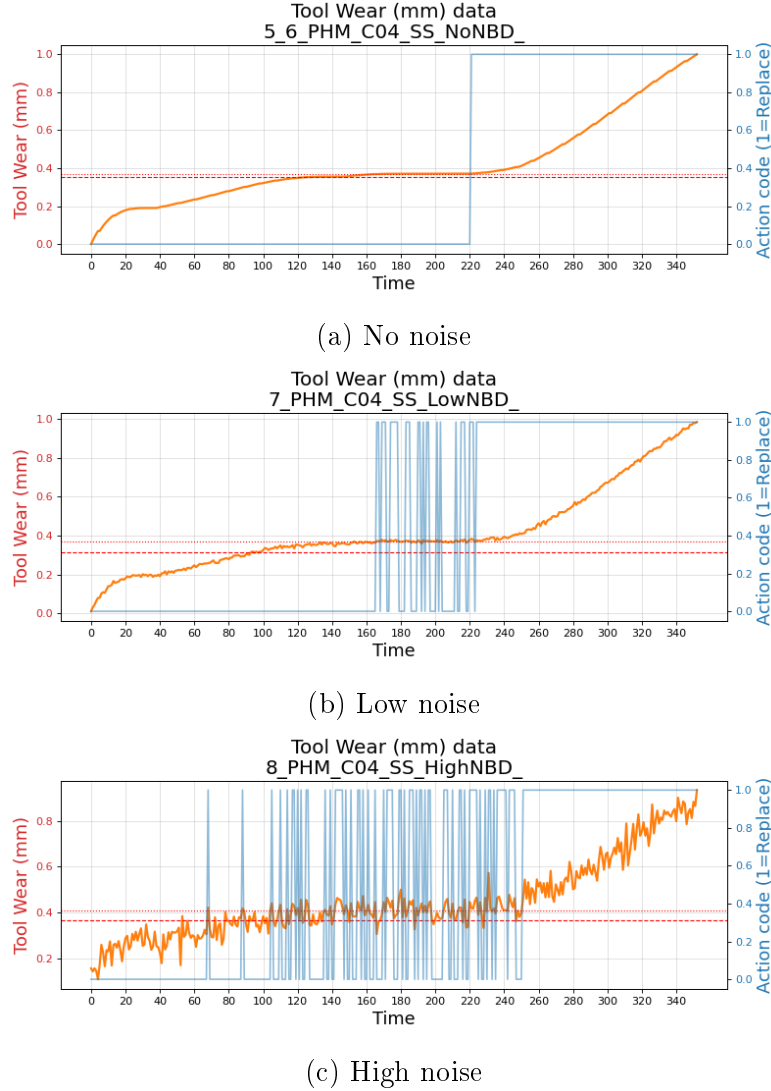 Tool Wear (mm) data
5_6_PHM_C04_SS_NoNBD_
Tool Wear (mm)
1.0
0.8
0.6
0.4
0.2
0.0
1.0
0.8
0.6
0.4
0.2
0.0
Action code (1=Replace)
0 20 40 60 80 100 120 140 160 180 200 220 240 260 280 300 320 340
Time
(a) No noise
Tool Wear (mm) data
7_PHM_C04_SS_LowNBD_
Tool Wear (mm)
1.0
0.8
0.6
0.4
0.2
0.0
1.0
0.8
0.6
0.4
0.2
0.0
Action code (1=Replace)
0 20 40 60 80 100 120 140 160 180 200 220 240 260 280 300 320 340
Time
(b) Low noise
Tool Wear (mm) data
8_PHM_C04_SS_HighNBD_
Tool Wear (mm)
0.8
0.6
0.4
0.2
1.0
0.8
0.6
0.4
0.2
0.0
Action code (1=Replace)
0 20 40 60 80 100 120 140 160 180 200 220 240 260 280 300 320 340
Time
(c) High noise